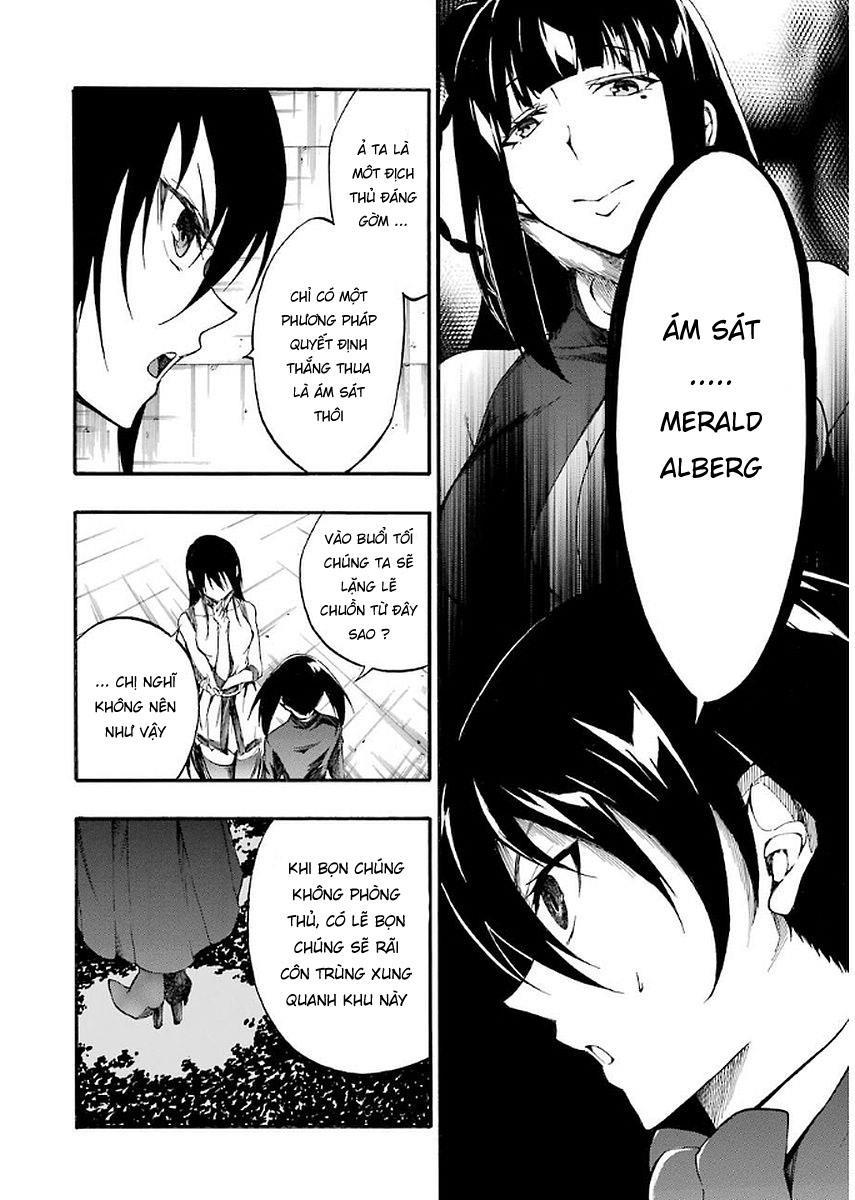 ÁM SÁT
.....
MERALD
ALBERG
Ả TA LÀ
MÔT ĐỊCH
THỦ ĐÁNG
GỜM ...
CHỈ CÓ MỘT
PHƯƠNG PHÁP
QUYẾT ĐỊNH
THẮNG THUA
LÀ ÁM SÁT
THÔI
VÀO BUỔI TỐI
CHÚNG TA SẼ
LẶNG LẼ
CHUỒN TỪ ĐÂY
SAO ?
... CHỊ NGHĨ
KHÔNG NÊN
NHƯ VẬY
KHI BỌN CHÚNG
KHÔNG PHÒNG
THỦ, CÓ LẼ BỌN
CHÚNG SẼ RÃI
CÔN TRÙNG XUNG
QUANH KHU NÀY